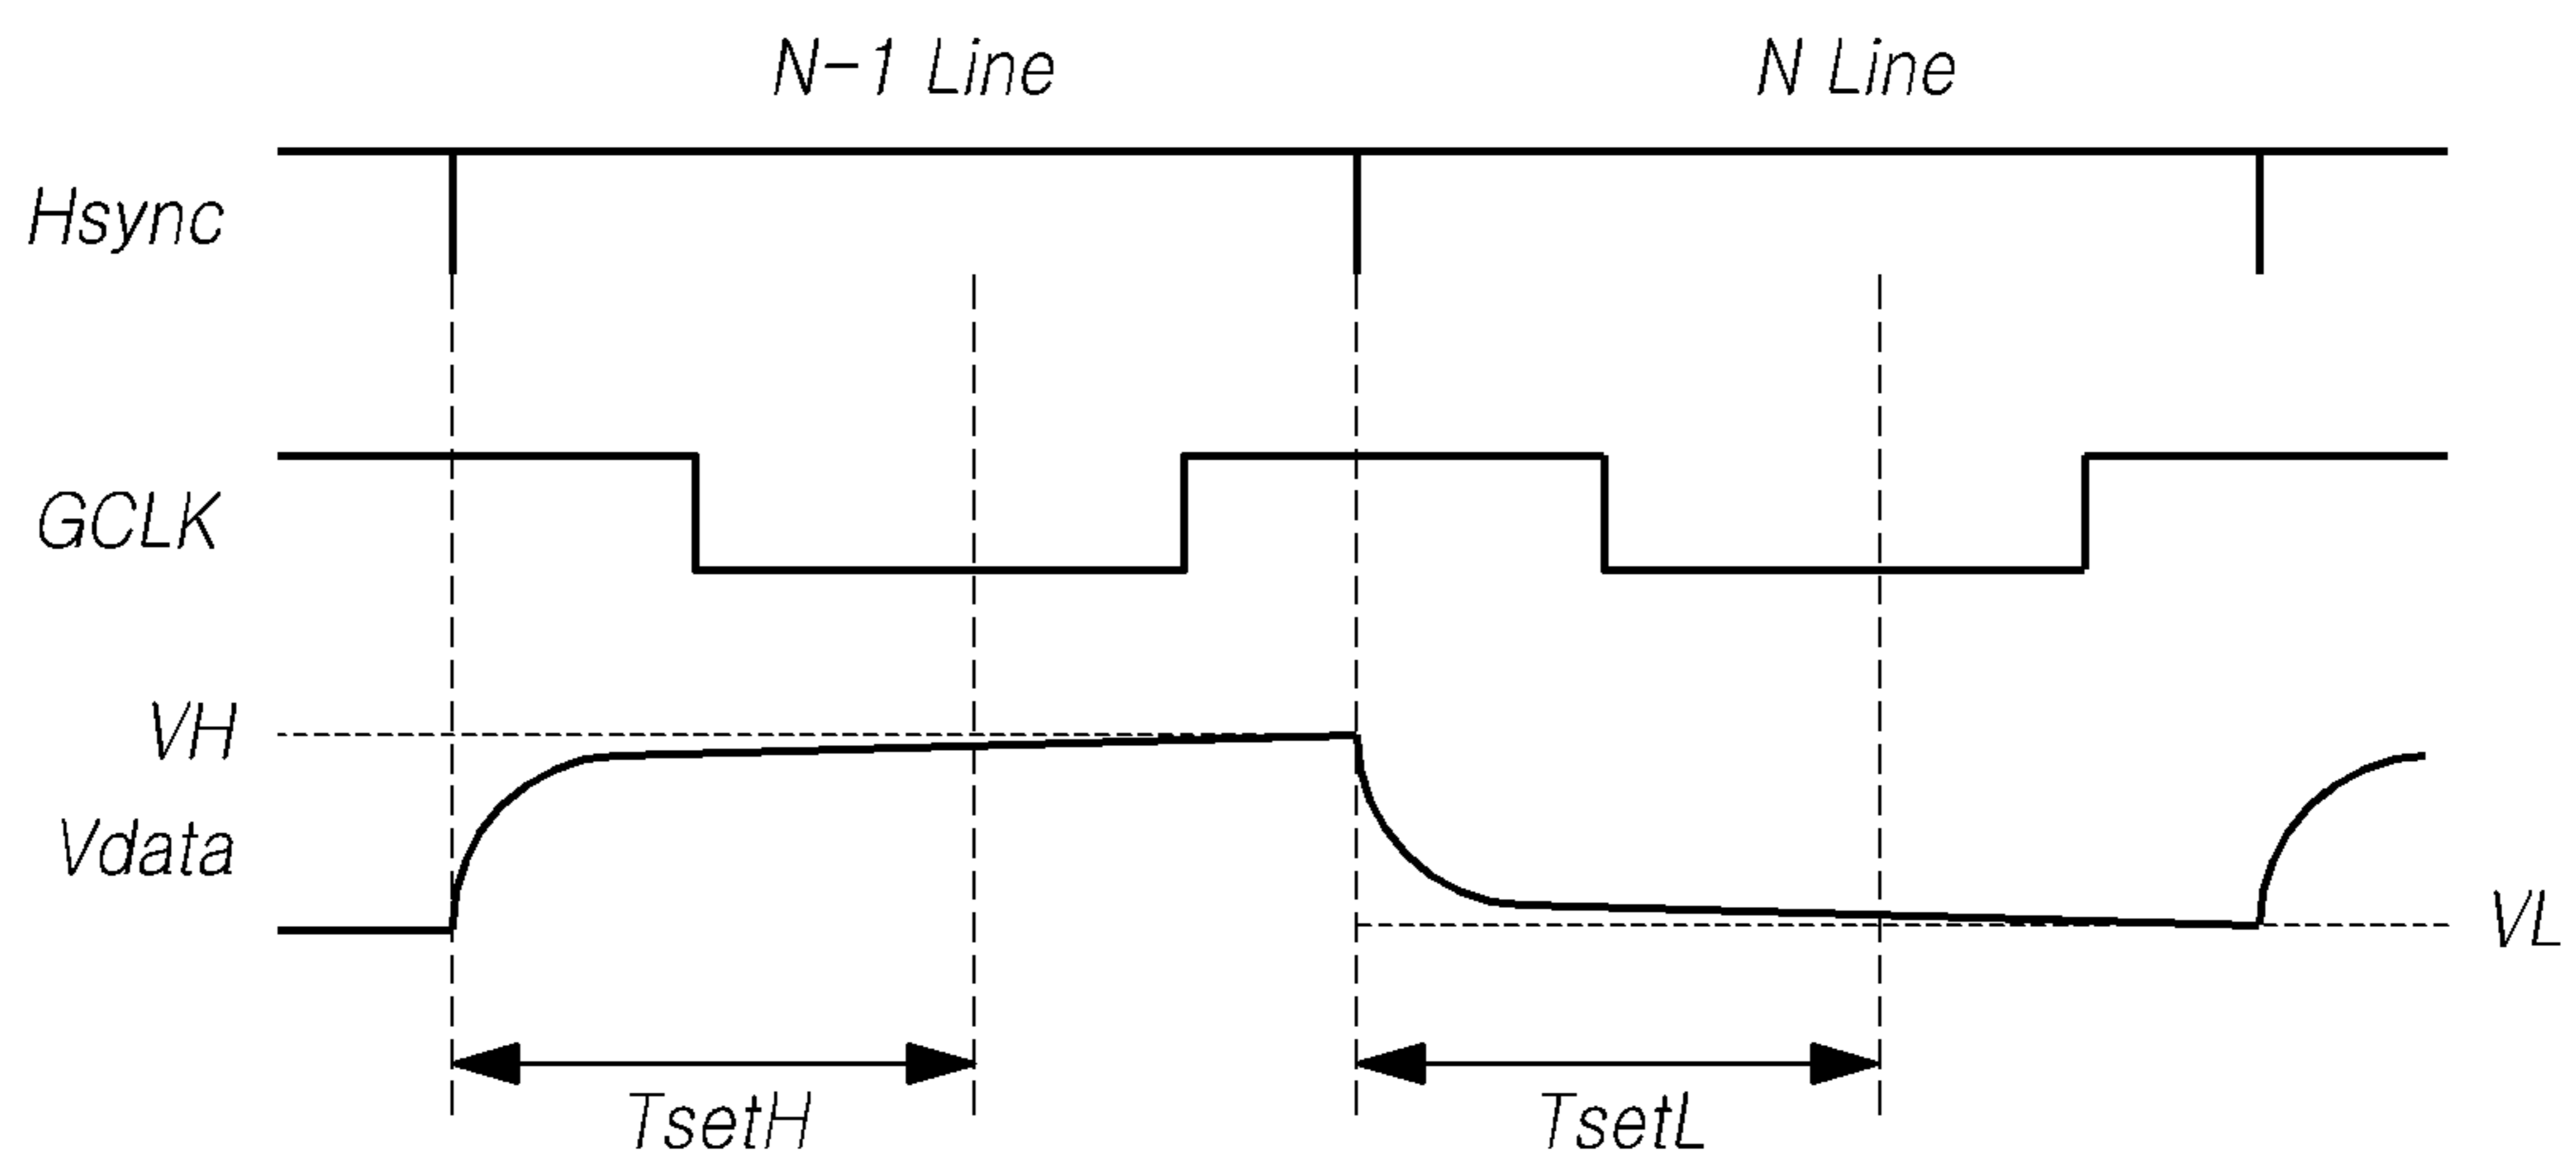 N-1 Line
N Line
Hsync
GCLK
VH
Vdata
VL
TsetH
TsetL